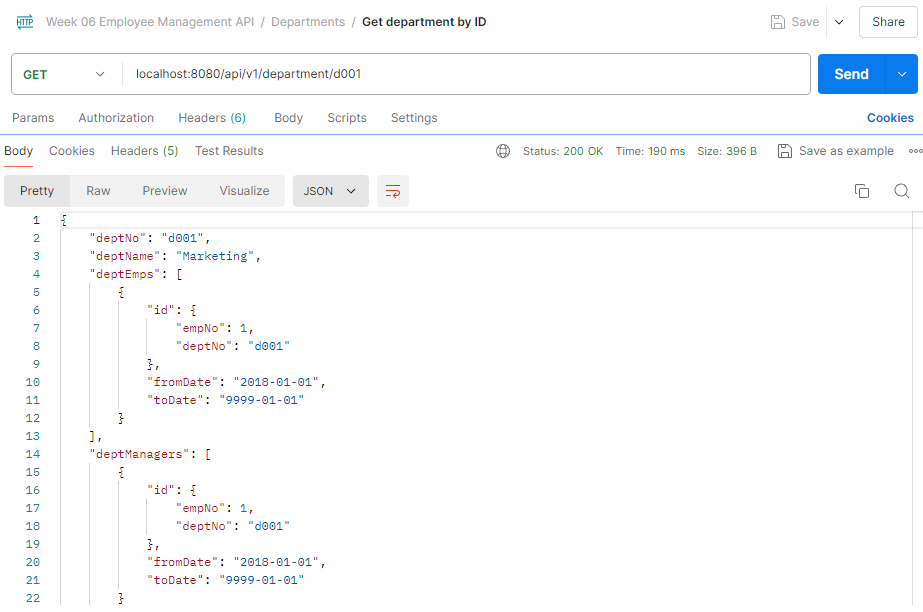 HTTP Week 06 Employee Management API / Departments / Get department by ID Save Share
GET localhost:8080/api/v1/department/d001 Send
Params Authorization Headers (6) Body Scripts Settings Cookies
Body Cookies Headers (5) Test Results Status: 200 OK Time: 190 ms Size: 396 B Save as example
Pretty Raw Preview Visualize JSON
1 {
2 "deptNo": "d001",
3 "deptName": "Marketing",
4 "deptEmps": [
5 {
6 "id": {
7 "empNo": 1,
8 "deptNo": "d001"
9 },
10 "fromDate": "2018-01-01",
11 "toDate": "9999-01-01"
12 }
13 ],
14 "deptManagers": [
15 {
16 "id": {
17 "empNo": 1,
18 "deptNo": "d001"
19 },
20 "fromDate": "2018-01-01",
21 "toDate": "9999-01-01"
22 }